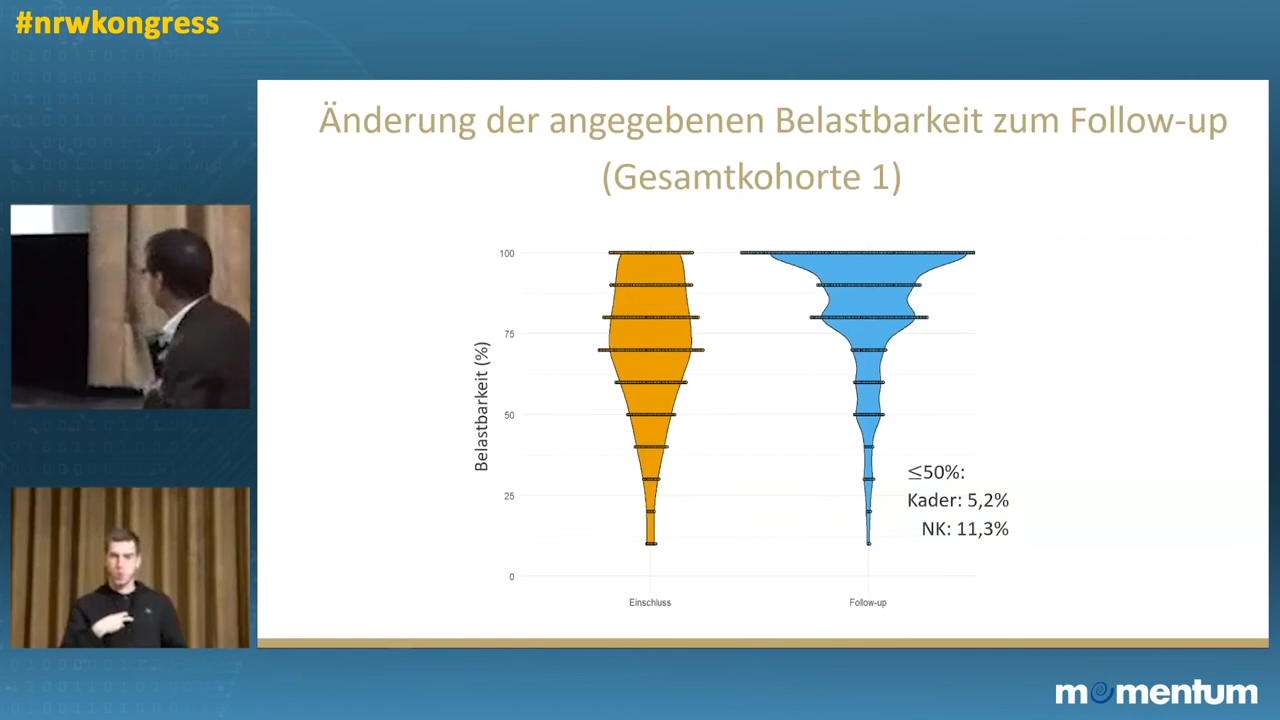 #nrwkongress
Änderung der angegebenen Belastbarkeit zum Follow-up
(Gesamtkohorte 1)
Belastbarkeit (%)
100
75
50
25
0
Einschluss
Follow-up
≤50%:
Kader: 5,2%
NK: 11,3%
momentum